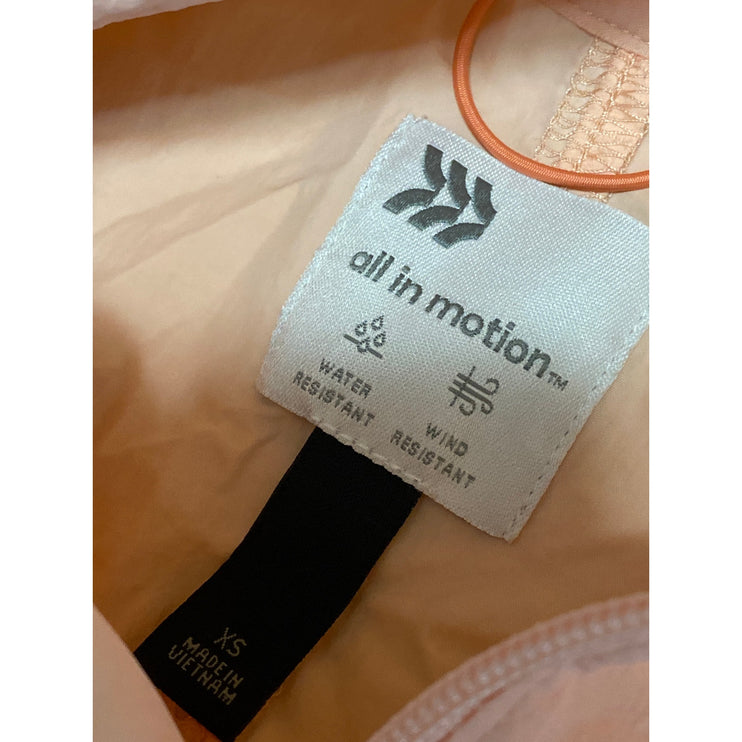 all in motion™
WATER
RESISTANT
WIND
RESISTANT
XS
MADE IN
VIETNAM